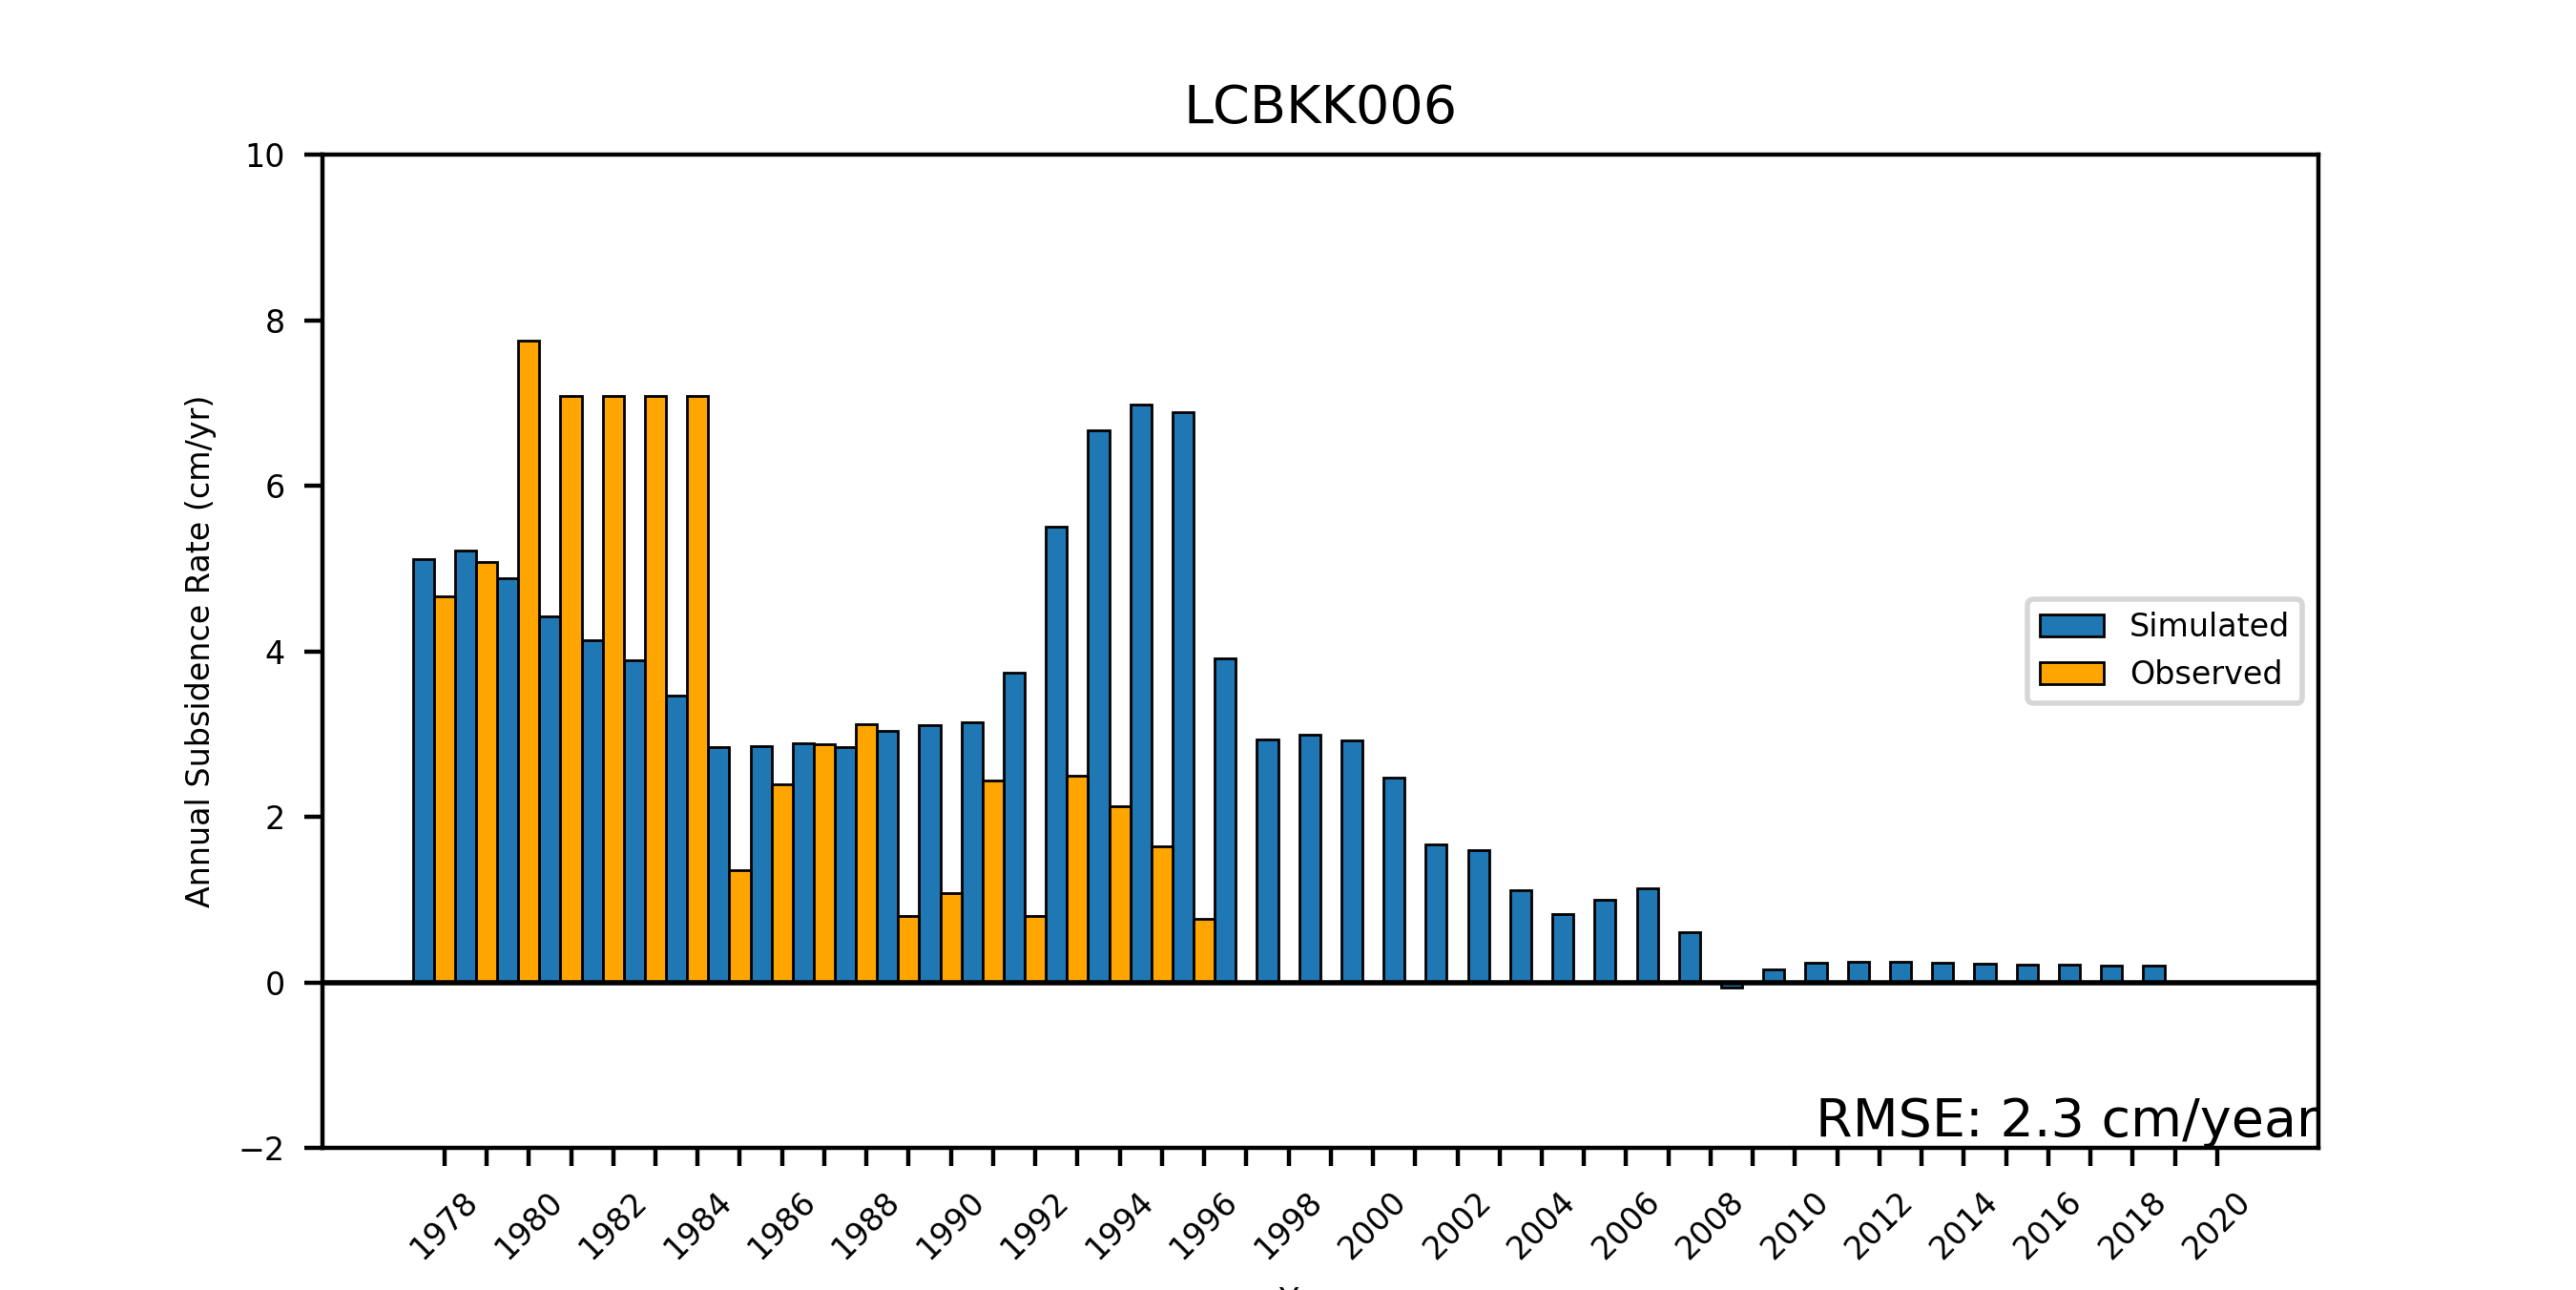 LCBKK006
10
8
6
4
2
0
−2
Annual Subsidence Rate (cm/yr)
Simulated
Observed
RMSE: 2.3 cm/year
1978 1980 1982 1984 1986 1988 1990 1992 1994 1996 1998 2000 2002 2004 2006 2008 2010 2012 2014 2016 2018 2020